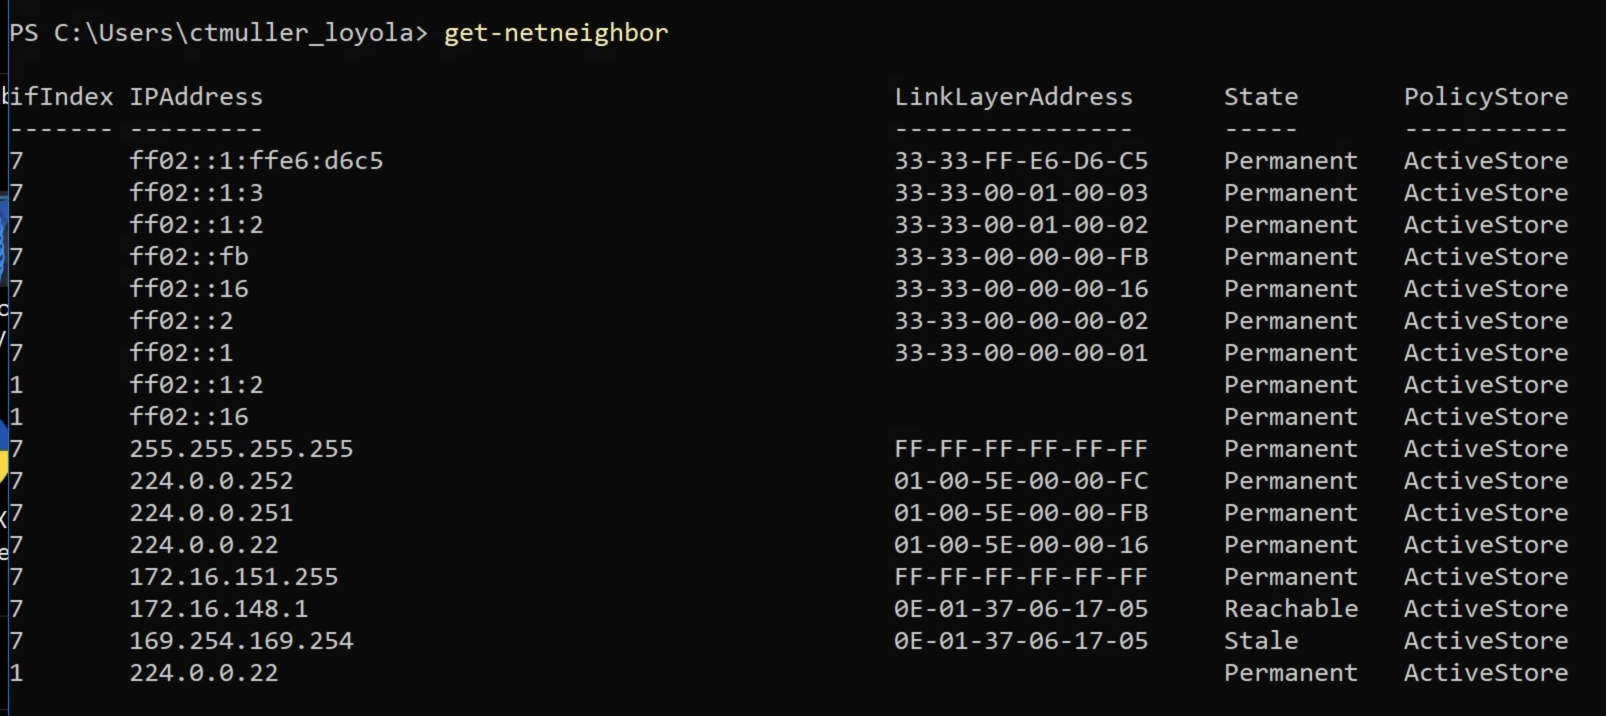 PS C:\Users\ctmuller_loyola> get-netneighbor
ifIndex IPAddress LinkLayerAddress State PolicyStore
------- --------- ---------------- ----- -----------
7 ff02::1:ffe6:d6c5 33-33-FF-E6-D6-C5 Permanent ActiveStore
7 ff02::1:3 33-33-00-01-00-03 Permanent ActiveStore
7 ff02::1:2 33-33-00-01-00-02 Permanent ActiveStore
7 ff02::fb 33-33-00-00-00-FB Permanent ActiveStore
7 ff02::16 33-33-00-00-00-16 Permanent ActiveStore
7 ff02::2 33-33-00-00-00-02 Permanent ActiveStore
7 ff02::1 33-33-00-00-00-01 Permanent ActiveStore
1 ff02::1:2 Permanent ActiveStore
1 ff02::16 Permanent ActiveStore
7 255.255.255.255 FF-FF-FF-FF-FF-FF Permanent ActiveStore
7 224.0.0.252 01-00-5E-00-00-FC Permanent ActiveStore
7 224.0.0.251 01-00-5E-00-00-FB Permanent ActiveStore
7 224.0.0.22 01-00-5E-00-00-16 Permanent ActiveStore
7 172.16.151.255 FF-FF-FF-FF-FF-FF Permanent ActiveStore
7 172.16.148.1 0E-01-37-06-17-05 Reachable ActiveStore
7 169.254.169.254 0E-01-37-06-17-05 Stale ActiveStore
1 224.0.0.22 Permanent ActiveStore